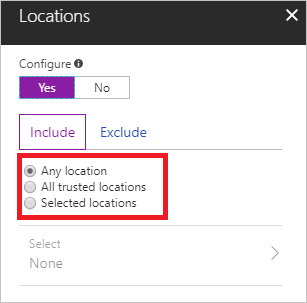 Locations
Configure
Yes No
Include Exclude
Any location
All trusted locations
Selected locations
Select
None